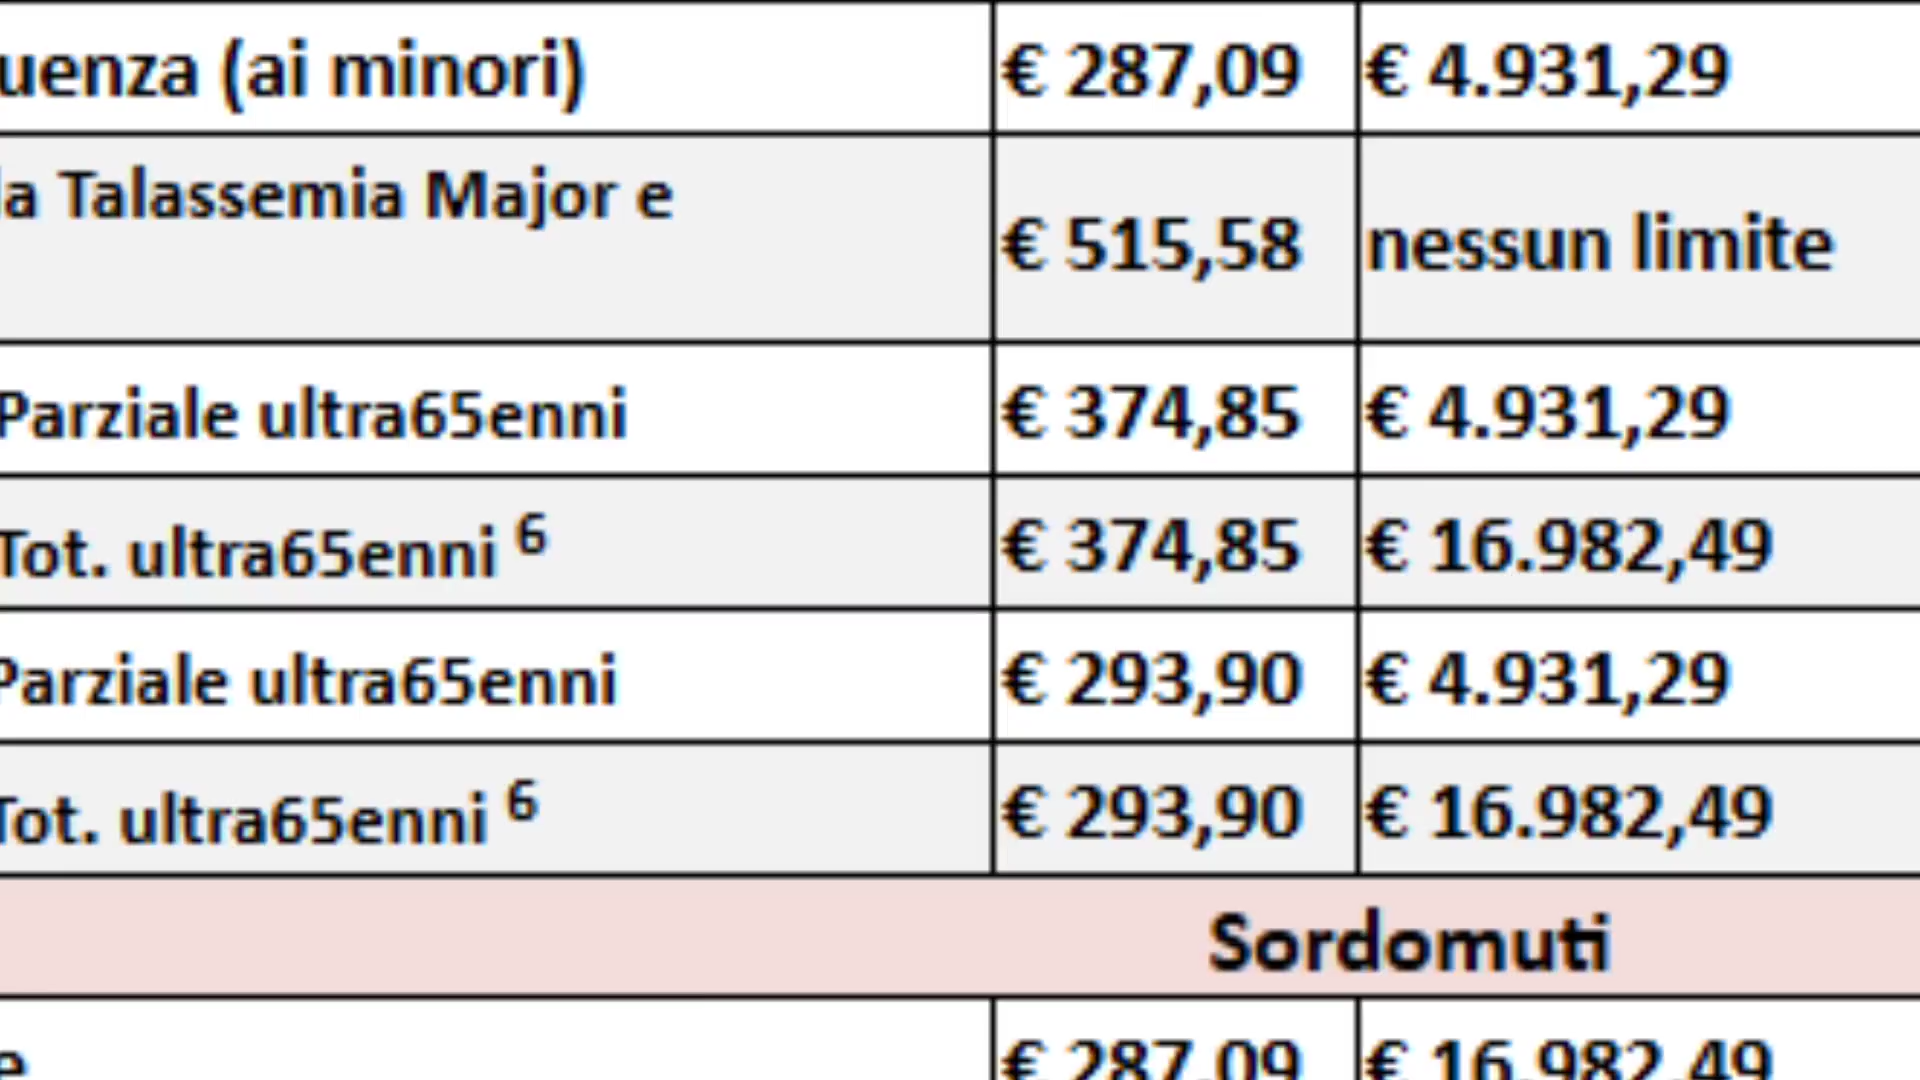 uenza (ai minori) € 287,09 € 4.931,29
la Talassemia Major e € 515,58 nessun limite
Parziale ultra65enni € 374,85 € 4.931,29
Tot. ultra65enni 6 € 374,85 € 16.982,49
Parziale ultra65enni € 293,90 € 4.931,29
Tot. ultra65enni 6 € 293,90 € 16.982,49
Sordomuti
e € 287,09 € 16.982,49